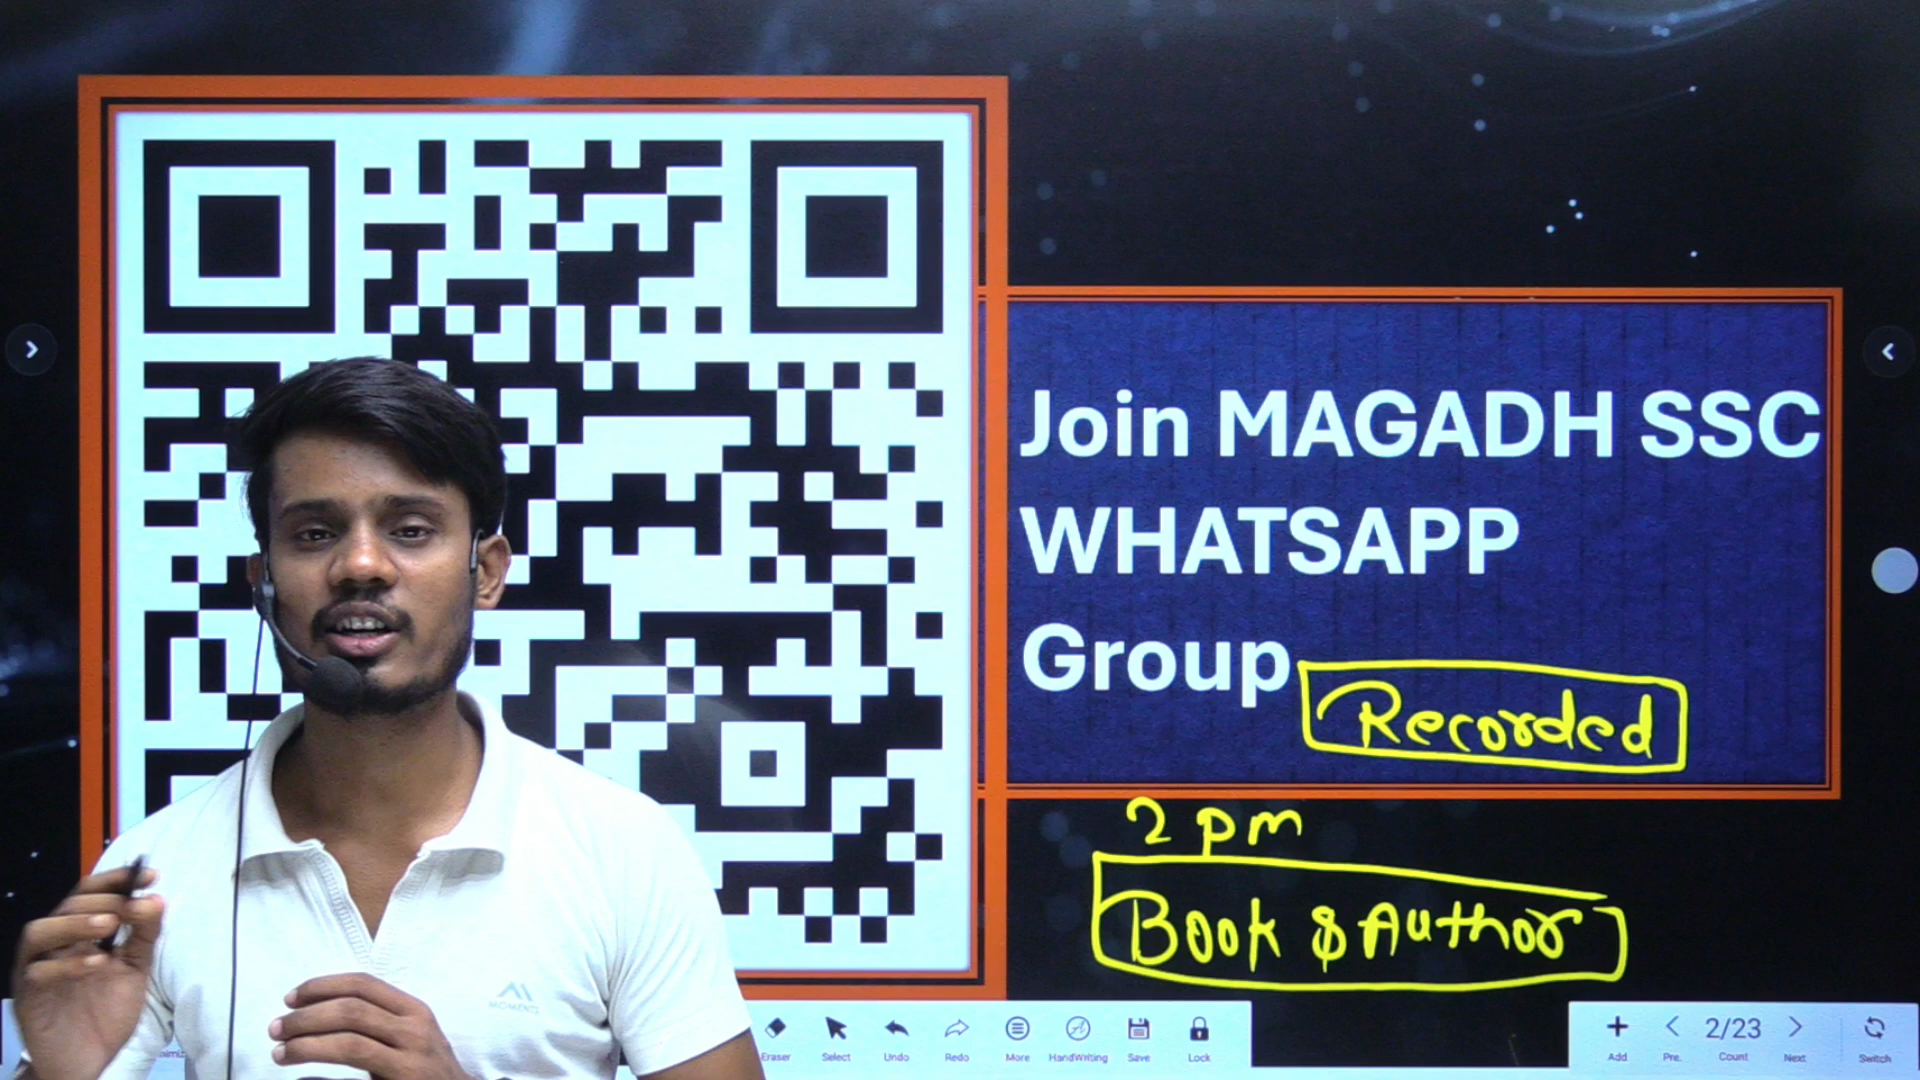 Join MAGADH SSC
WHATSAPP
Group
Recorded
2 pm
Book & Author
MOMENTS
Eraser
Select
Undo
Redo
More
HandWriting
Save
Lock
Add
Pre.
2/23
Count
Next
Switch